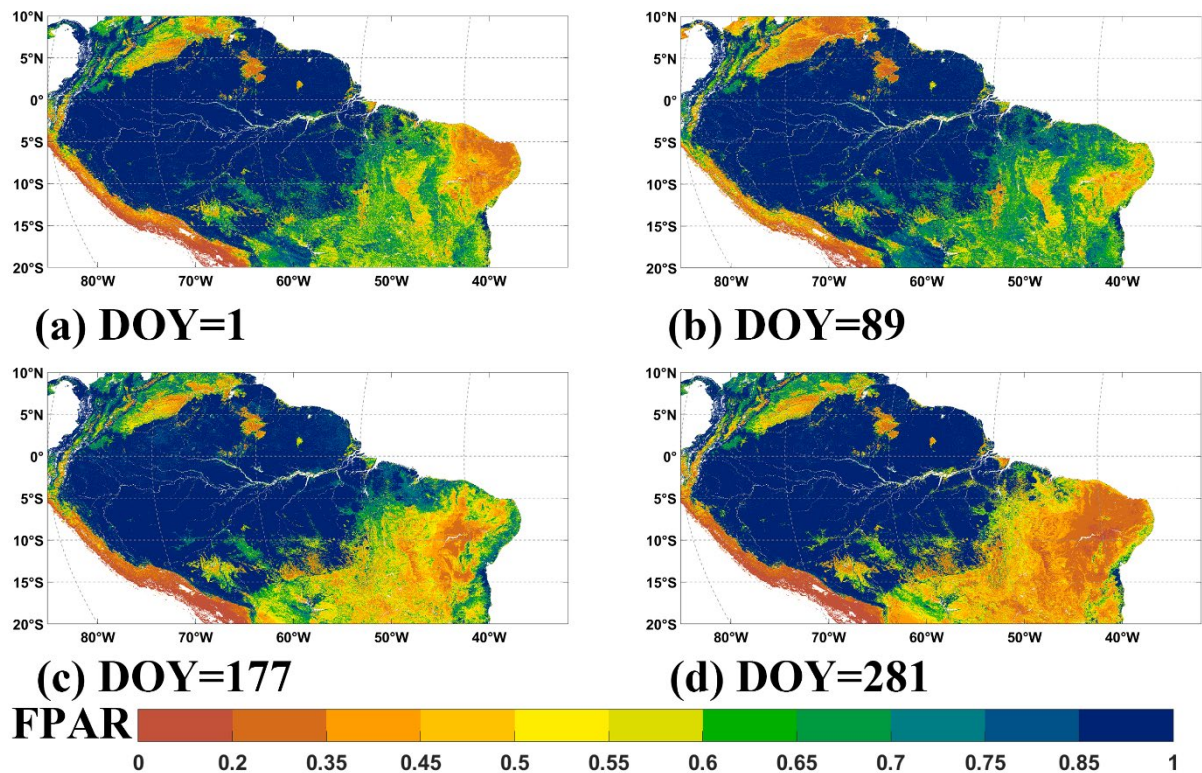 10°N
5°N
0°
5°S
10°S
15°S
20°S
80°W 70°W 60°W 50°W 40°W
(a) DOY=1
10°N
5°N
0°
5°S
10°S
15°S
20°S
80°W 70°W 60°W 50°W 40°W
(b) DOY=89
10°N
5°N
0°
5°S
10°S
15°S
20°S
80°W 70°W 60°W 50°W 40°W
(c) DOY=177
10°N
5°N
0°
5°S
10°S
15°S
20°S
80°W 70°W 60°W 50°W 40°W
(d) DOY=281
FPAR
0 0.2 0.35 0.45 0.5 0.55 0.6 0.65 0.7 0.75 0.85 1